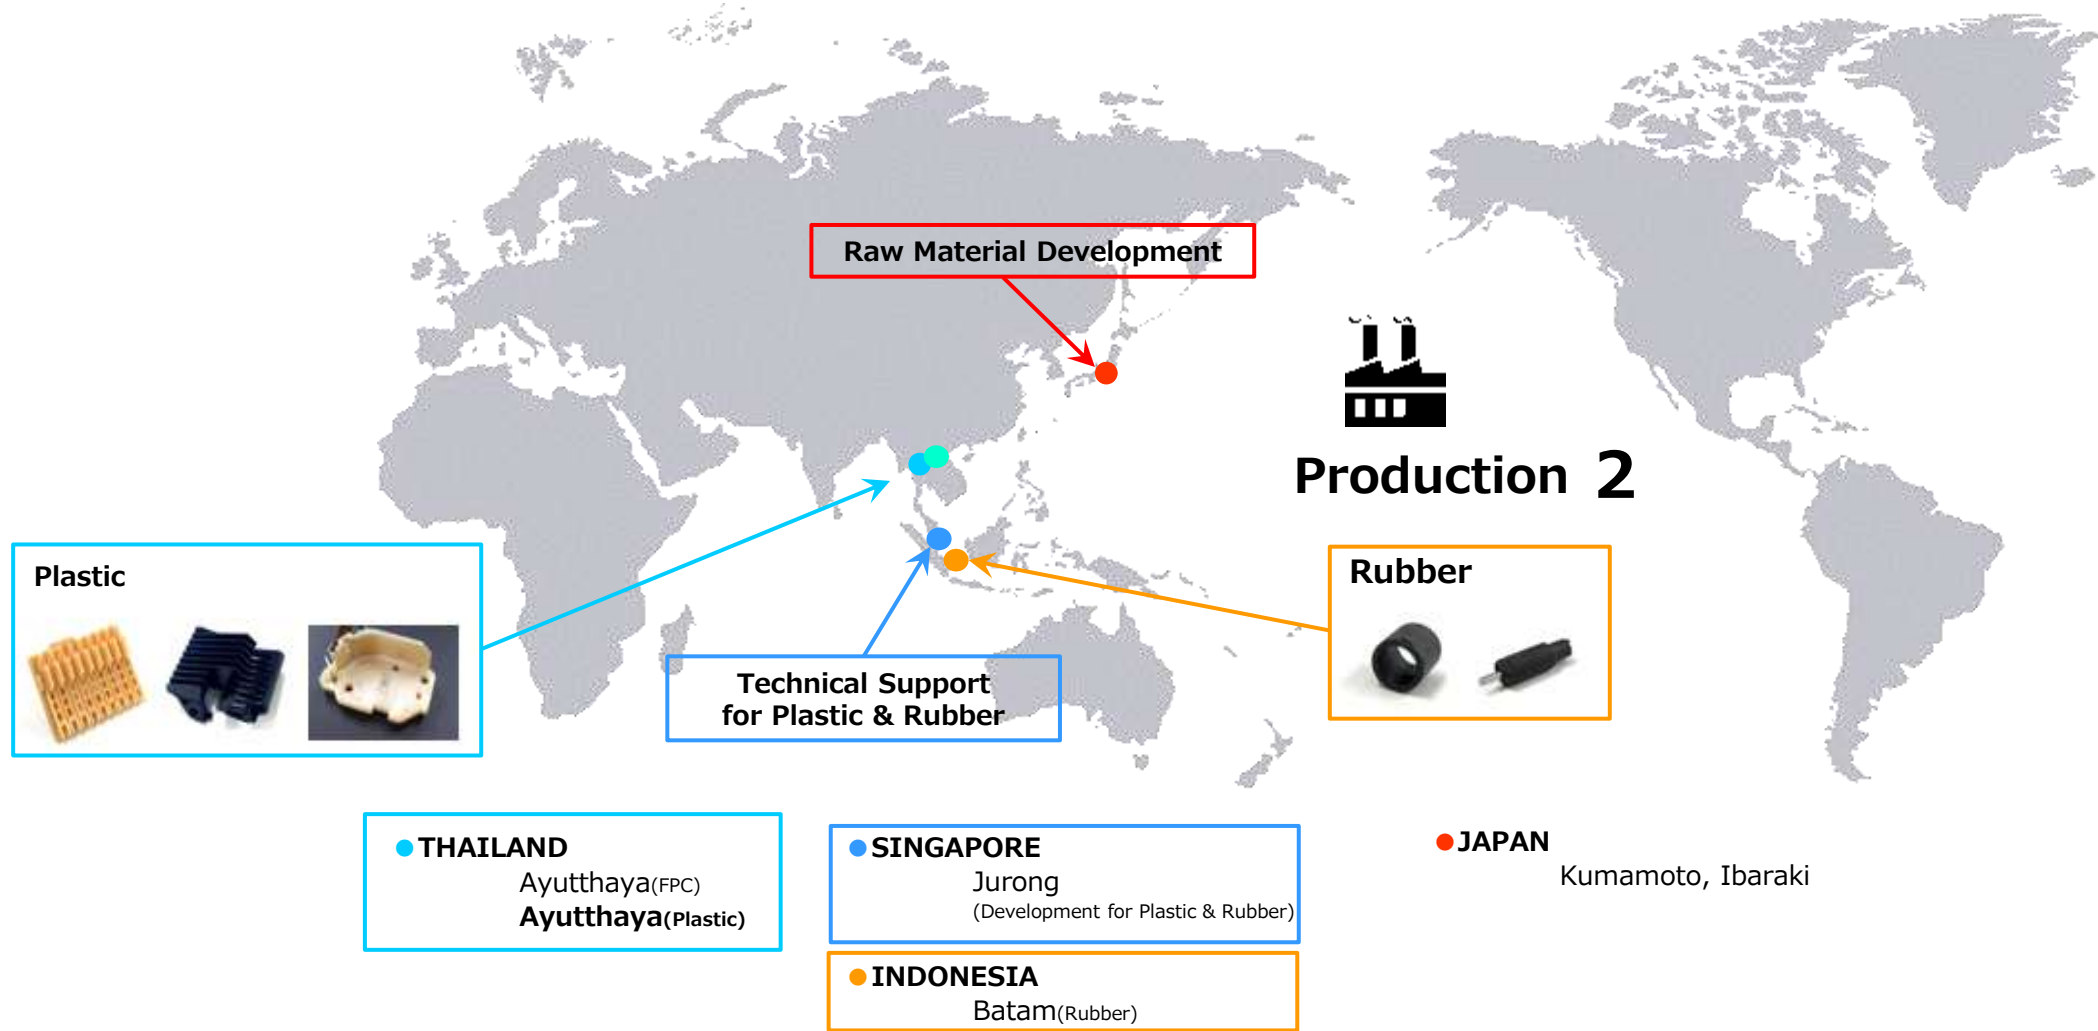 Raw Material Development
Production 2
Plastic
Rubber
Technical Support
for Plastic & Rubber
THAILAND
Ayutthaya(FPC)
Ayutthaya(Plastic)
SINGAPORE
Jurong
(Development for Plastic & Rubber)
INDONESIA
Batam(Rubber)
JAPAN
Kumamoto, Ibaraki